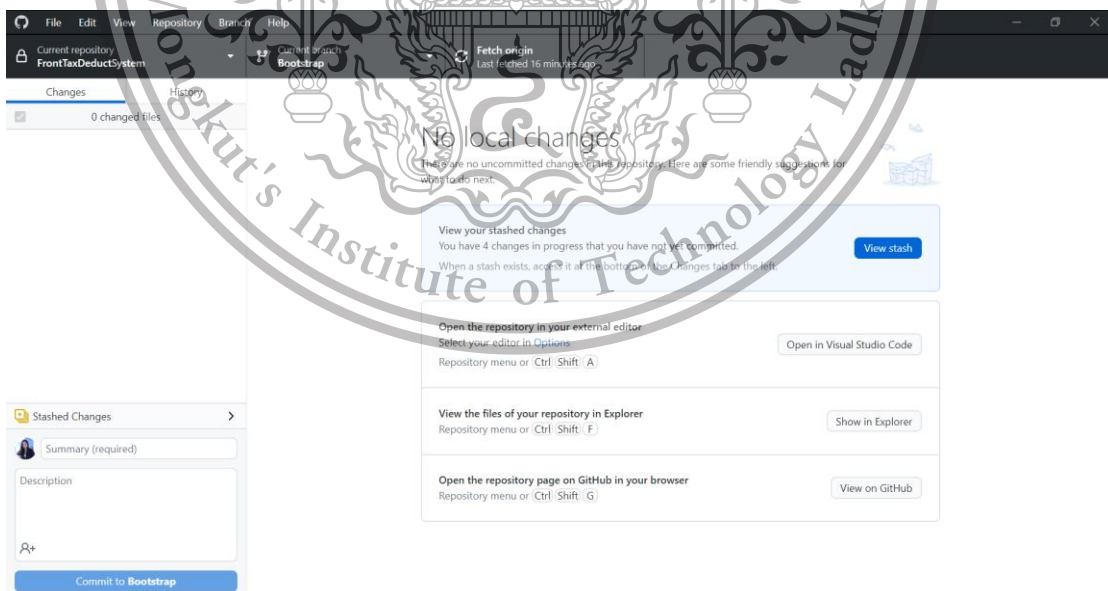 File Edit View Repository Branch Help
Current repository
FrontTaxDeductSystem
Current branch
Bootstrap
Fetch origin
Last fetched 16 minutes ago
Changes History
0 changed files
No local changes
There are no uncommitted changes in this repository. Here are some friendly suggestions for
what to do next.
View your stashed changes
You have 4 changes in progress that you have not yet committed.
When a stash exists, access it at the bottom of the Changes tab to the left.
View stash
Open the repository in your external editor
Select your editor in Options
Repository menu or Ctrl Shift A
Open in Visual Studio Code
View the files of your repository in Explorer
Repository menu or Ctrl Shift F
Show in Explorer
Open the repository page on GitHub in your browser
Repository menu or Ctrl Shift G
View on GitHub
Stashed Changes
Summary (required)
Description
Commit to Bootstrap
ongkut's Institute of Technology Lad